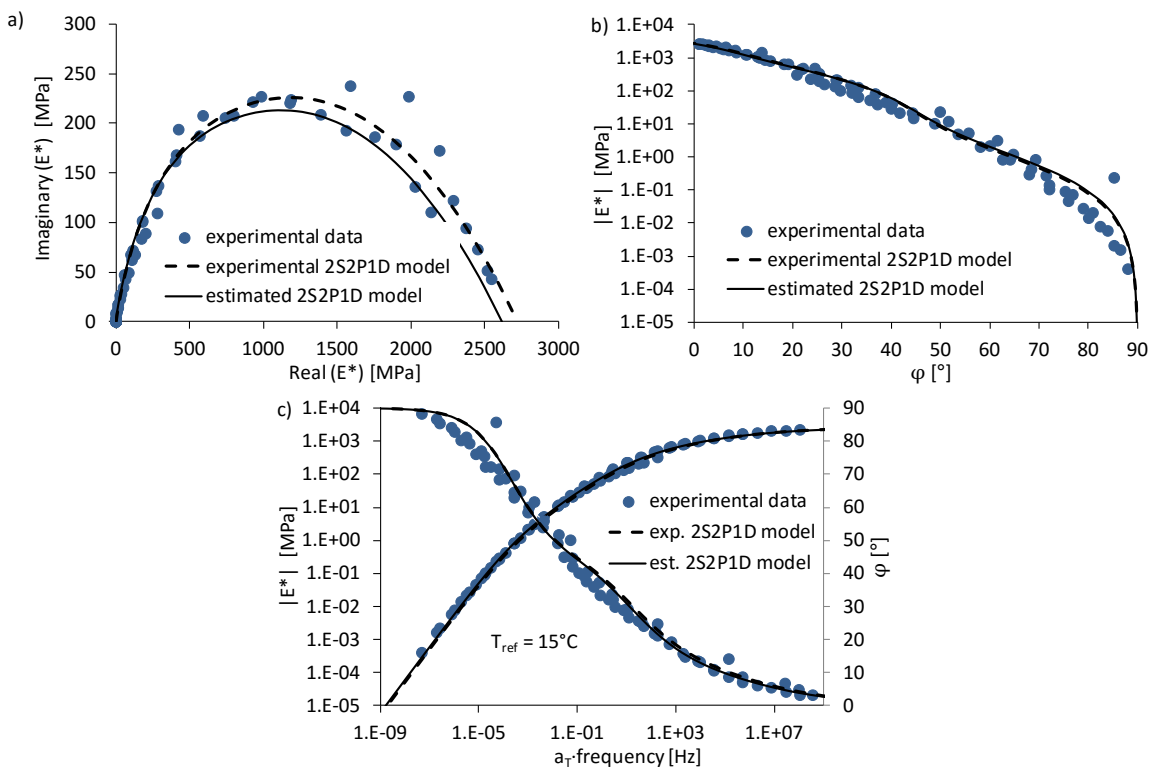 a)
300
250
200
150
100
50
0
Imaginary (E*) [MPa]
experimental data
experimental 2S2P1D model
estimated 2S2P1D model
0 500 1000 1500 2000 2500 3000
Real (E*) [MPa]
b)
1.E+04
1.E+03
1.E+02
1.E+01
1.E+00
1.E-01
1.E-02
1.E-03
1.E-04
1.E-05
|E*| [MPa]
experimental data
experimental 2S2P1D model
estimated 2S2P1D model
0 10 20 30 40 50 60 70 80 90
φ [°]
c)
1.E+04
1.E+03
1.E+02
1.E+01
1.E+00
1.E-01
1.E-02
1.E-03
1.E-04
1.E-05
|E*| [MPa]
experimental data
exp. 2S2P1D model
est. 2S2P1D model
Tref = 15°C
90
80
70
60
50
40
30
20
10
0
φ [°]
1.E-09 1.E-05 1.E-01 1.E+03 1.E+07
aT·frequency [Hz]